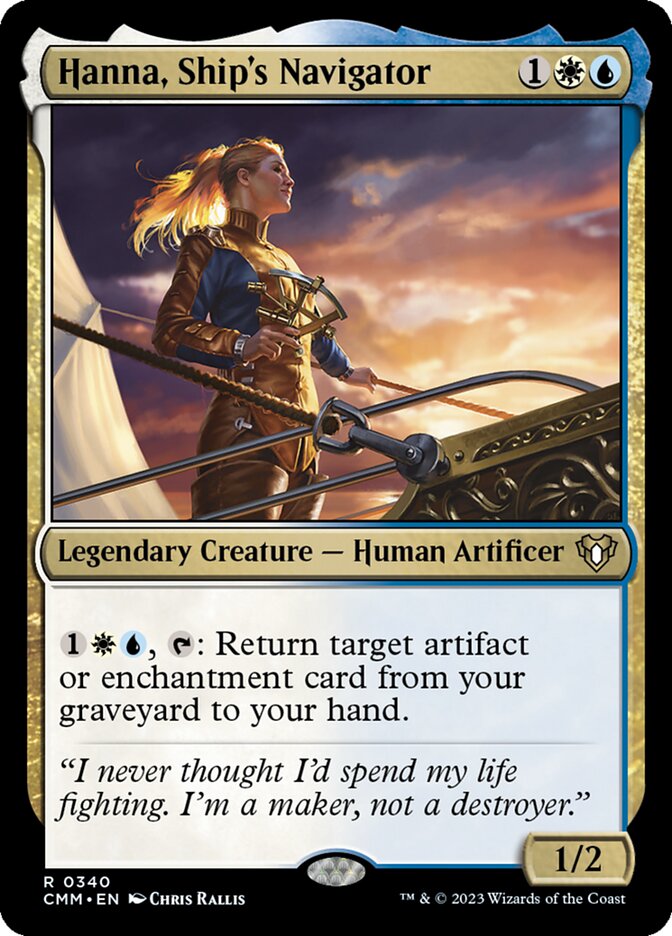 Hanna, Ship's Navigator 1
Legendary Creature — Human Artificer
1, : Return target artifact
or enchantment card from your
graveyard to your hand.
“I never thought I'd spend my life
fighting. I'm a maker, not a destroyer.”
1/2
R 0340
CMM • EN Chris Rallis
™ & © 2023 Wizards of the Coast